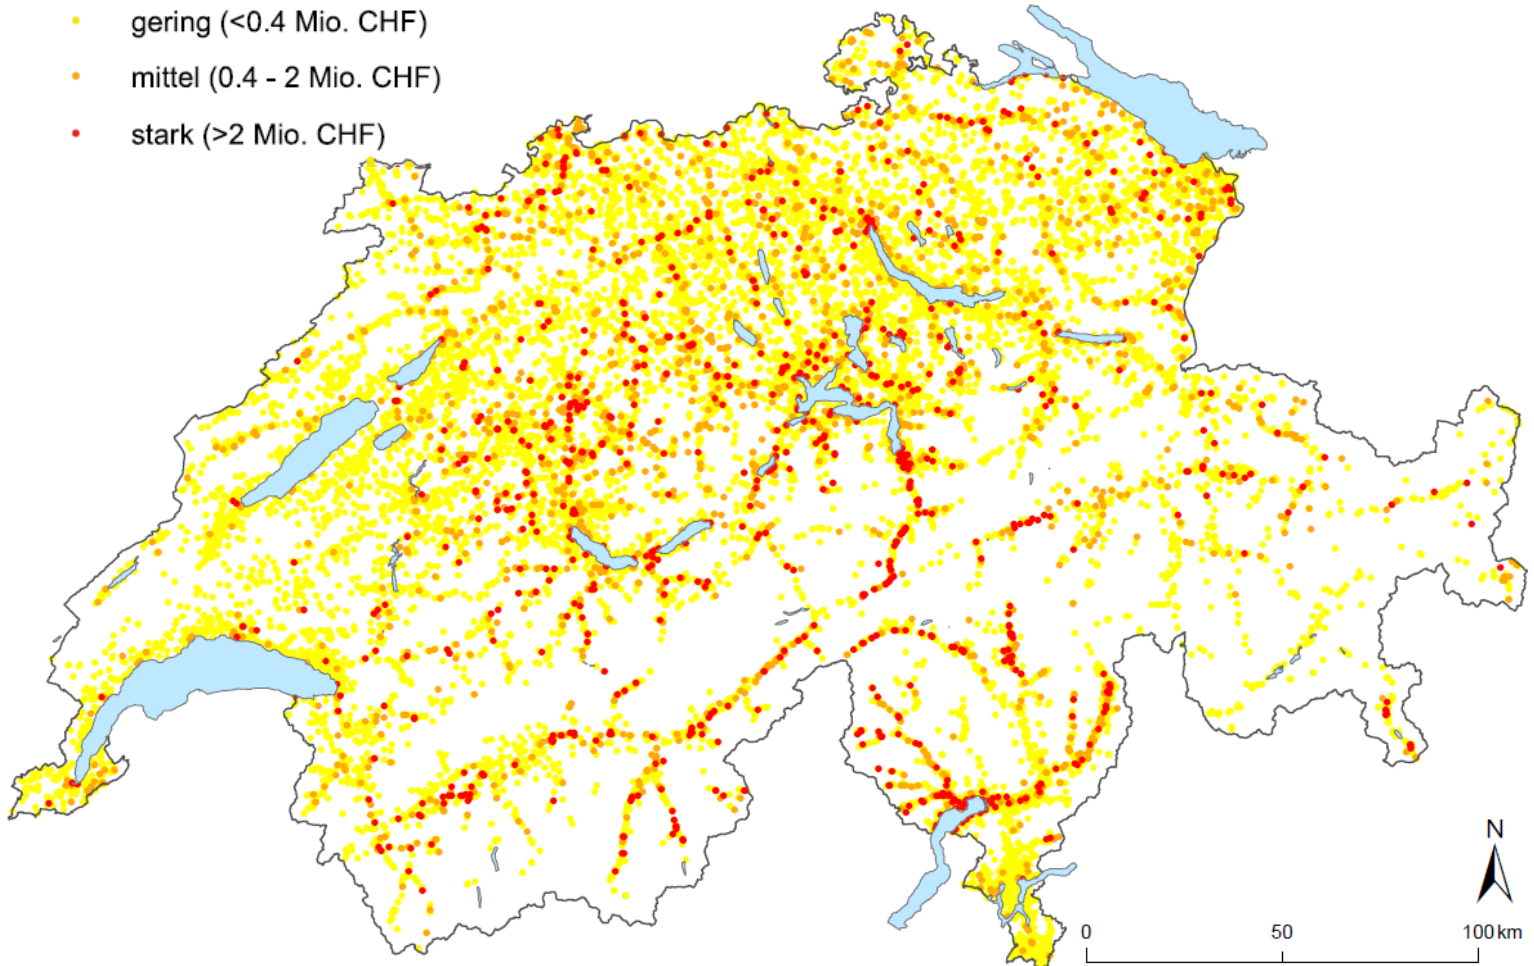 gering (<0.4 Mio. CHF)
mittel (0.4 - 2 Mio. CHF)
stark (>2 Mio. CHF)
N
0 50 100 km